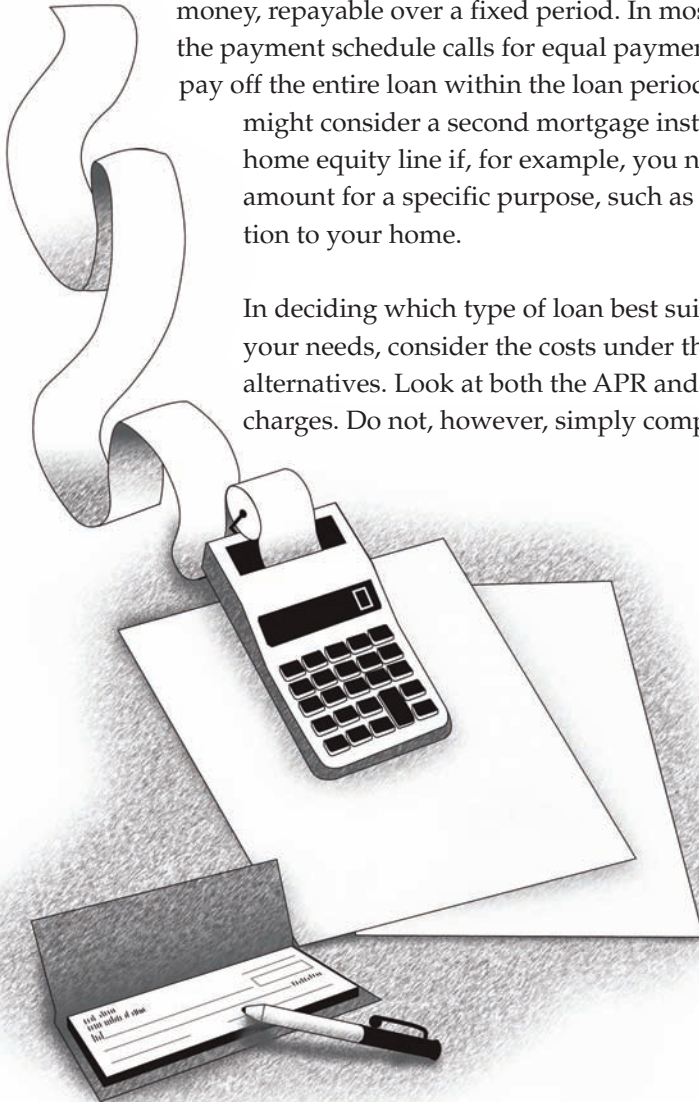 money, repayable over a fixed period. In mos
the payment schedule calls for equal paymen
pay off the entire loan within the loan period
might consider a second mortgage inst
home equity line if, for example, you n
amount for a specific purpose, such as
tion to your home.
In deciding which type of loan best sui
your needs, consider the costs under th
alternatives. Look at both the APR and
charges. Do not, however, simply comp